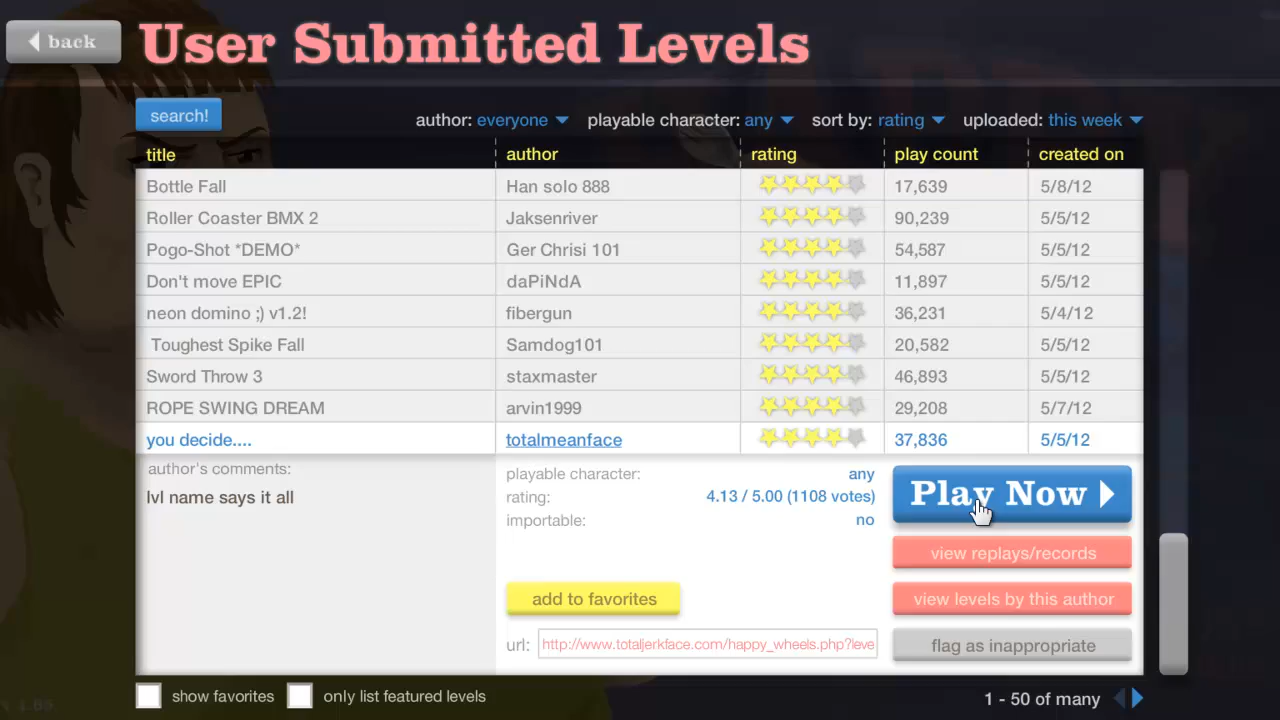 back
User Submitted Levels
search!
author: everyone playable character: any sort by: rating uploaded: this week
title author rating play count created on
Bottle Fall Han solo 888 17,639 5/8/12
Roller Coaster BMX 2 Jaksenriver 90,239 5/5/12
Pogo-Shot *DEMO* Ger Chrisi 101 54,587 5/5/12
Don't move EPIC daPiNdA 11,897 5/5/12
neon domino ;) v1.2! fibergun 36,231 5/4/12
Toughest Spike Fall Samdog101 20,582 5/5/12
Sword Throw 3 staxmaster 46,893 5/5/12
ROPE SWING DREAM arvin1999 29,208 5/7/12
you decide.... totalmeanface 37,836 5/5/12
author's comments:
lvl name says it all
playable character: any
rating: 4.13 / 5.00 (1108 votes)
importable: no
Play Now
view replays/records
add to favorites
view levels by this author
url: http://www.totaljerkface.com/happy_wheels.php?leve
flag as inappropriate
show favorites only list featured levels
1 - 50 of many